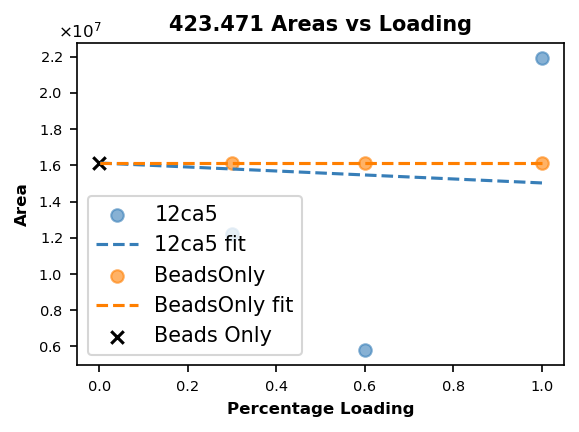 423.471 Areas vs Loading
×10⁷
2.2
2.0
1.8
1.6
1.4
1.2
1.0
0.8
0.6
Area
12ca5
12ca5 fit
BeadsOnly
BeadsOnly fit
Beads Only
0.0 0.2 0.4 0.6 0.8 1.0
Percentage Loading